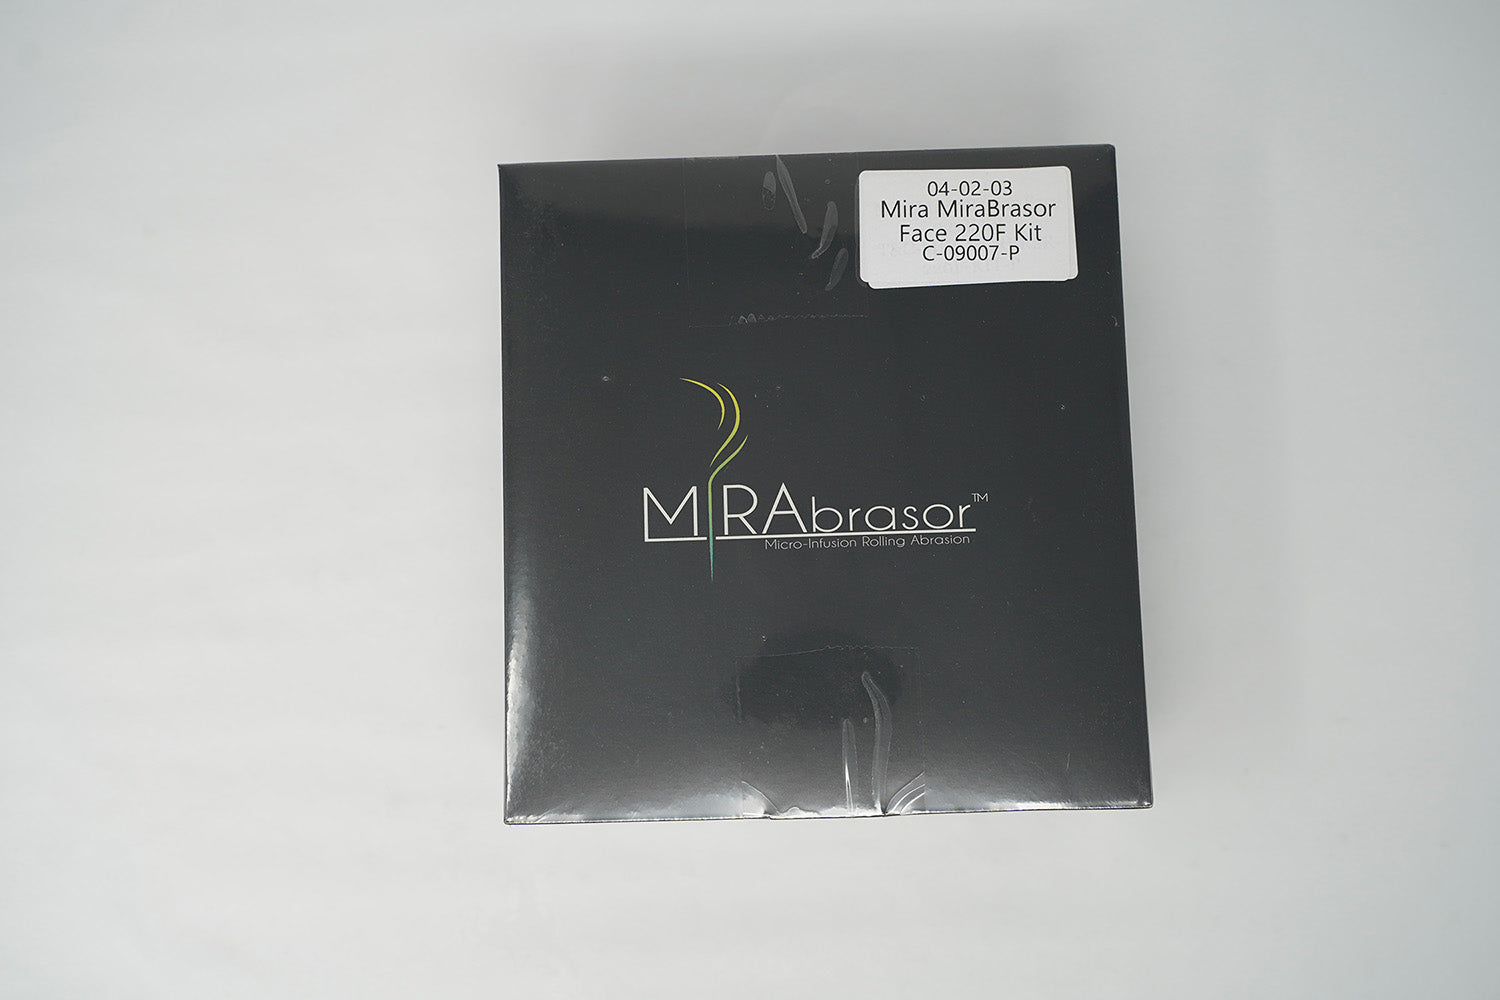 04-02-03
Mira MiraBrasor
Face 220F Kit
C-09007-P
MIRAbrasor™
Micro-Infusion Rolling Abrasion